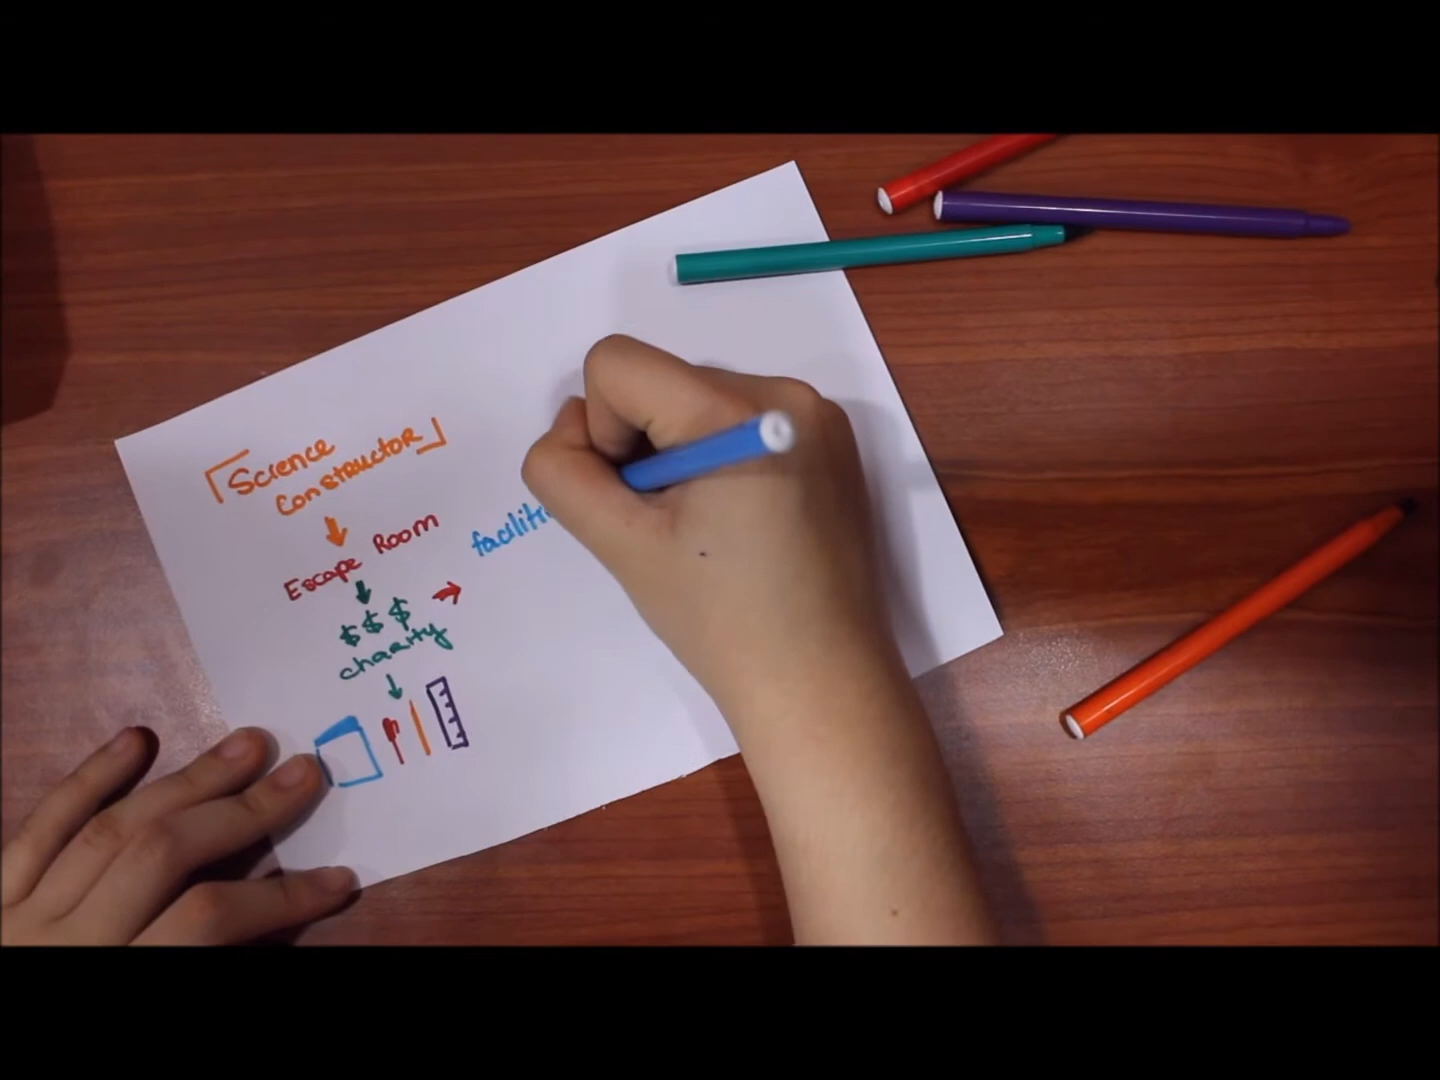 Science
Constructor
Escape Room
$ $ $
charity